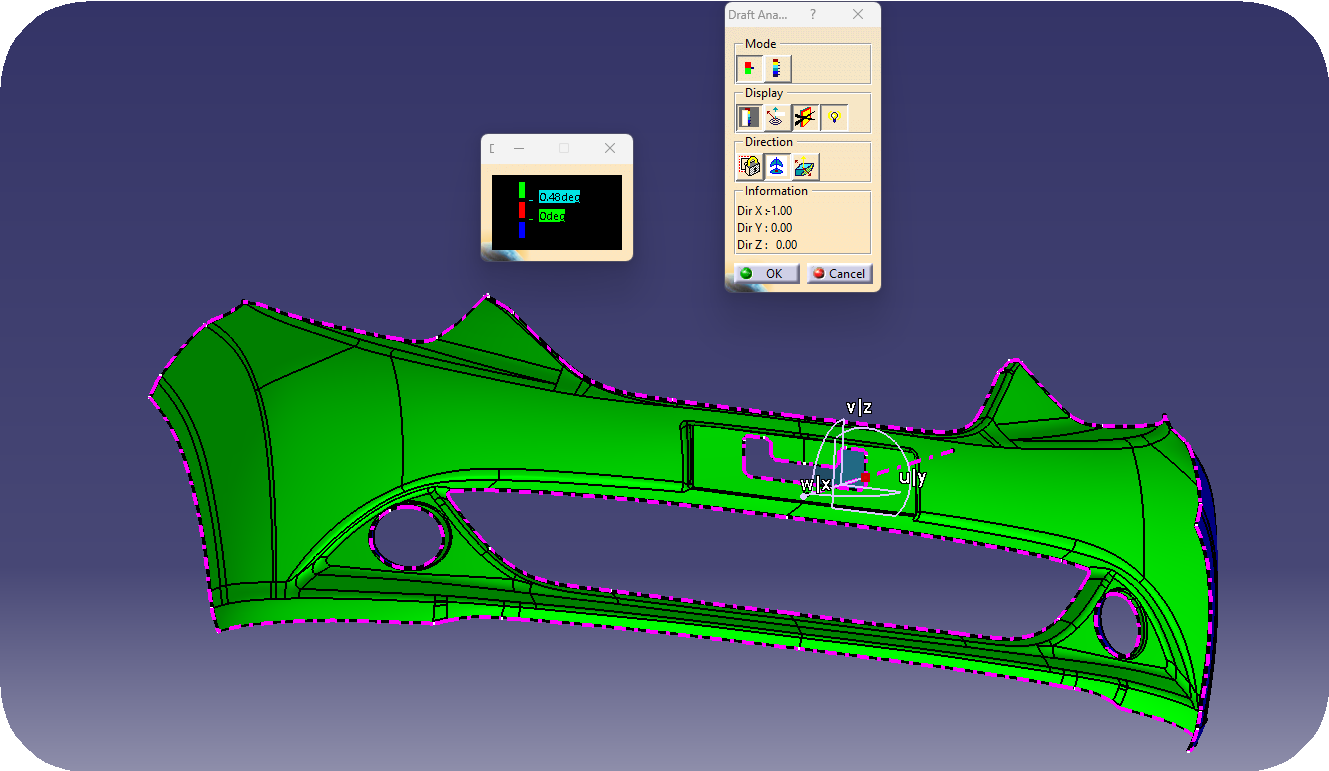 Draft Ana... ?
Mode
Display
Direction
Information
Dir X :-1.00
Dir Y : 0.00
Dir Z : 0.00
OK Cancel
0.48deg
0deg
v|z
w|x
u|y